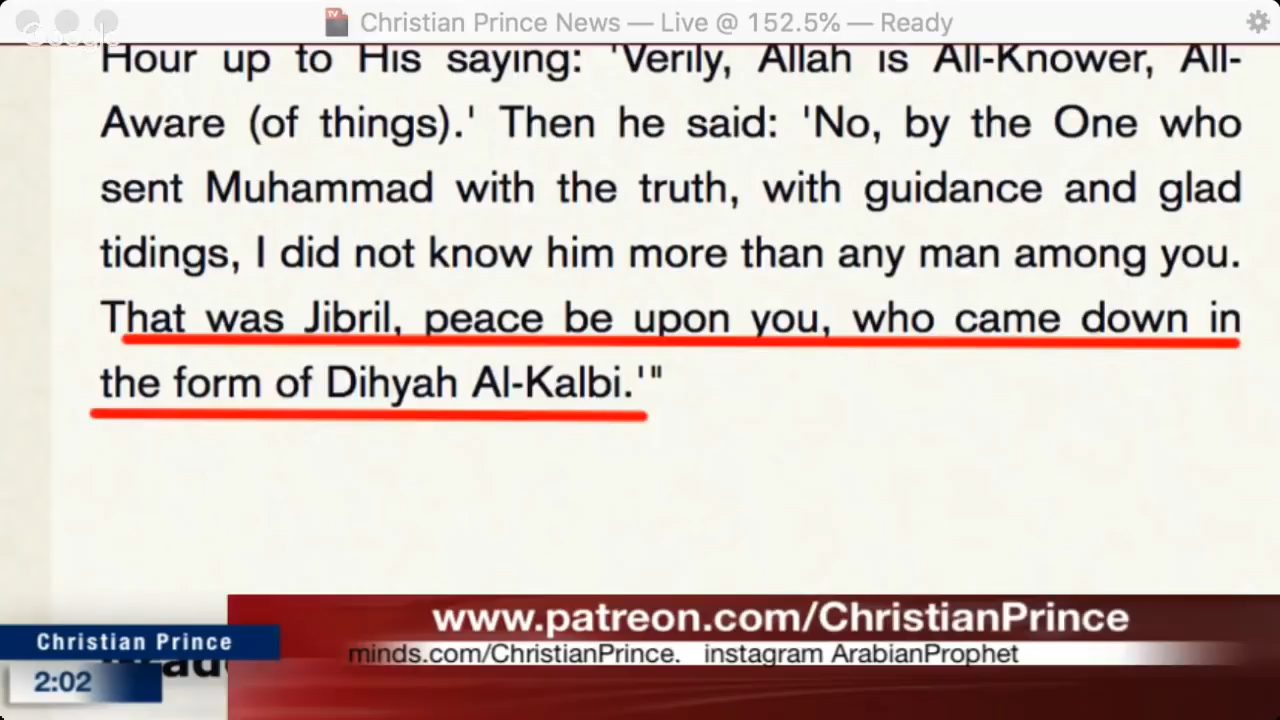 Christian Prince News — Live @ 152.5% — Ready
Google
Hour up to His saying: 'Verily, Allah is All-Knower, All-
Aware (of things).' Then he said: 'No, by the One who
sent Muhammad with the truth, with guidance and glad
tidings, I did not know him more than any man among you.
That was Jibril, peace be upon you, who came down in
the form of Dihyah Al-Kalbi.'"
www.patreon.com/ChristianPrince
Christian Prince
minds.com/ChristianPrince. instagram ArabianProphet
2:02